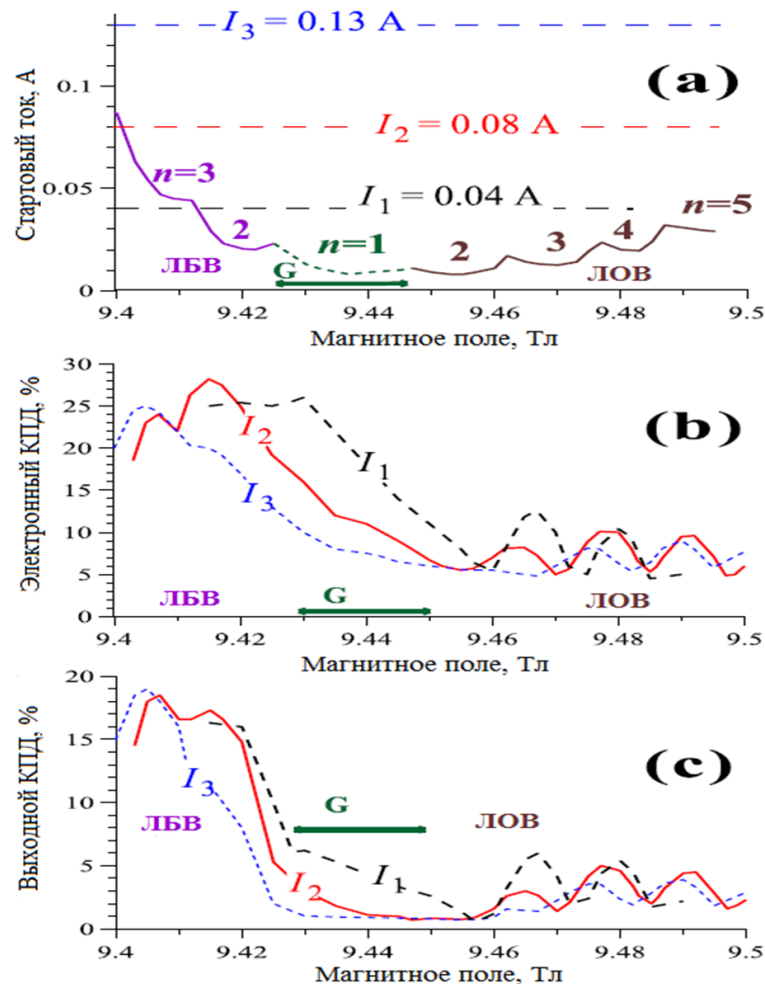 I3 = 0.13 A
(a)
0.1
I2 = 0.08 A
Стартовый ток, А
n=3
0.05
I1 = 0.04 A
n=5
2
n=1
2
3
4
ЛБВ
G
ЛОВ
0
9.4 9.42 9.44 9.46 9.48 9.5
Магнитное поле, Тл
30
25
20
15
10
5
0
Электронный КПД, %
(b)
I2
I1
I3
ЛБВ
G
ЛОВ
9.4 9.42 9.44 9.46 9.48 9.5
Магнитное поле, Тл
20
15
10
5
0
Выходной КПД, %
(c)
I3
ЛБВ
G
ЛОВ
I2
I1
9.4 9.42 9.44 9.46 9.48 9.5
Магнитное поле, Тл